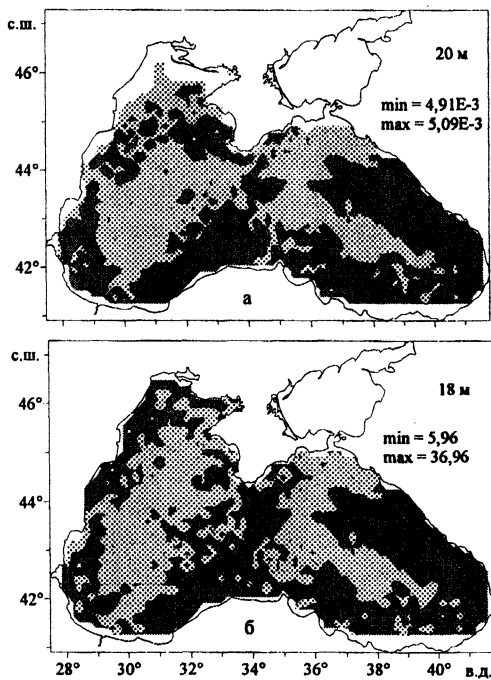 с.ш.
20 м
46°
min = 4,91E-3
max = 5,09E-3
44°
42°
а
с.ш.
18 м
46°
min = 5,96
max = 36,96
44°
42°
б
28° 30° 32° 34° 36° 38° 40° в.д.